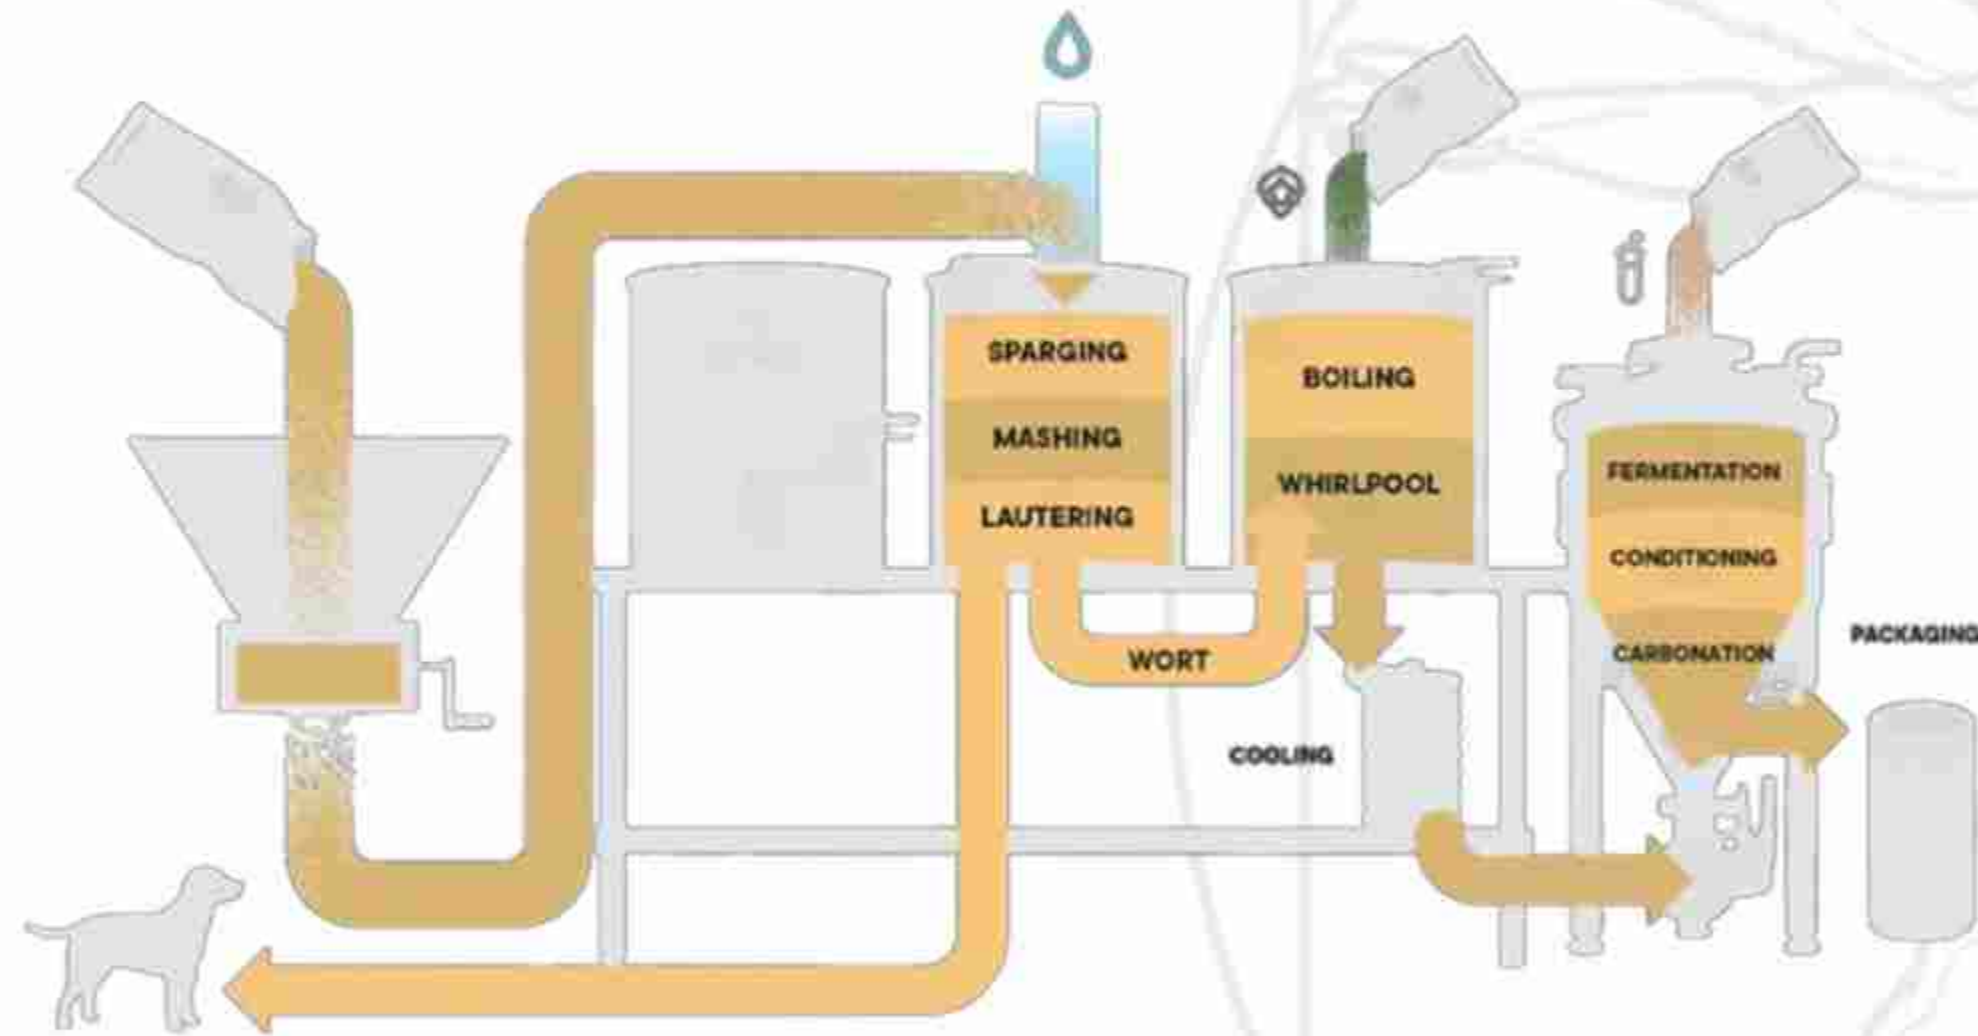 SPARGING
MASHING
LAUTERING
WORT
BOILING
WHIRLPOOL
COOLING
FERMENTATION
CONDITIONING
CARBONATION
PACKAGING